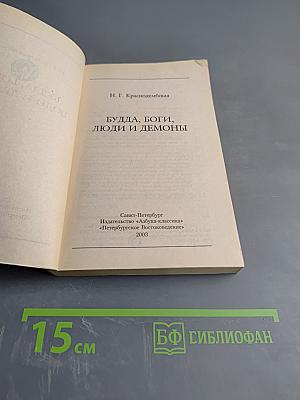 Н. Г. Краснодембская
БУДДА, БОГИ,
ЛЮДИ И ДЕМОНЫ
Санкт-Петербург
Издательство «Азбука-классика»
«Петербургское Востоковедение»
2003
15 см
БФ БИБЛИОФАН